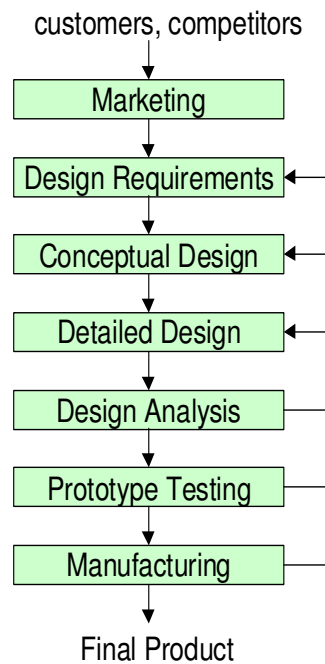 customers, competitors
Marketing
Design Requirements
Conceptual Design
Detailed Design
Design Analysis
Prototype Testing
Manufacturing
Final Product